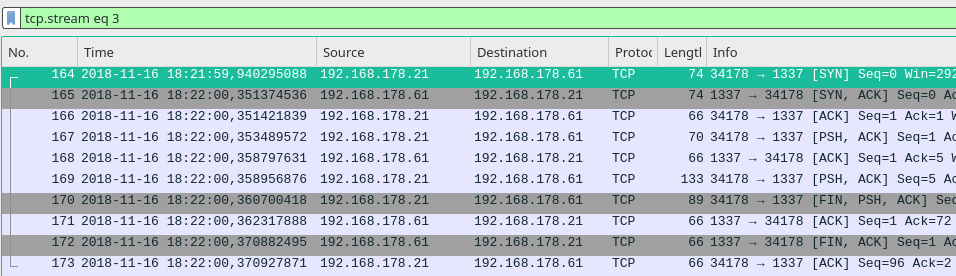 tcp.stream eq 3
No. Time Source Destination Protoc Lengtl Info
164 2018-11-16 18:21:59,940295088 192.168.178.21 192.168.178.61 TCP 74 34178 → 1337 [SYN] Seq=0 Win=292
165 2018-11-16 18:22:00,351374536 192.168.178.61 192.168.178.21 TCP 74 1337 → 34178 [SYN, ACK] Seq=0 Ac
166 2018-11-16 18:22:00,351421839 192.168.178.21 192.168.178.61 TCP 66 34178 → 1337 [ACK] Seq=1 Ack=1 W
167 2018-11-16 18:22:00,353489572 192.168.178.21 192.168.178.61 TCP 70 34178 → 1337 [PSH, ACK] Seq=1 Ac
168 2018-11-16 18:22:00,358797631 192.168.178.61 192.168.178.21 TCP 66 1337 → 34178 [ACK] Seq=1 Ack=5 W
169 2018-11-16 18:22:00,358956876 192.168.178.21 192.168.178.61 TCP 133 34178 → 1337 [PSH, ACK] Seq=5 Ac
170 2018-11-16 18:22:00,360700418 192.168.178.21 192.168.178.61 TCP 89 34178 → 1337 [FIN, PSH, ACK] Seq
171 2018-11-16 18:22:00,362317888 192.168.178.61 192.168.178.21 TCP 66 1337 → 34178 [ACK] Seq=1 Ack=72
172 2018-11-16 18:22:00,370882495 192.168.178.61 192.168.178.21 TCP 66 1337 → 34178 [FIN, ACK] Seq=1 Ac
173 2018-11-16 18:22:00,370927871 192.168.178.21 192.168.178.61 TCP 66 34178 → 1337 [ACK] Seq=96 Ack=2